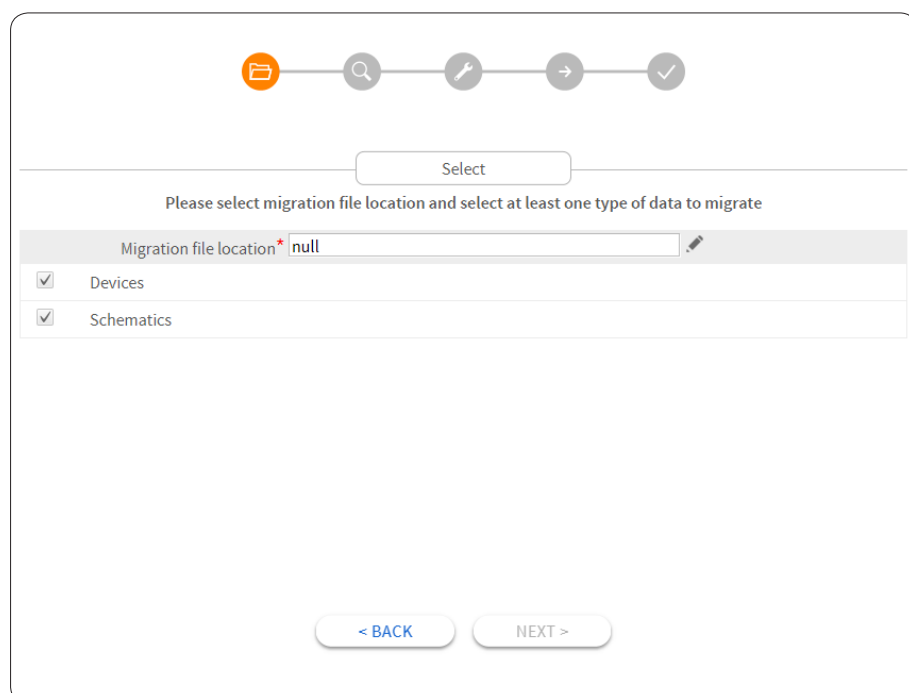 Select
Please select migration file location and select at least one type of data to migrate
Migration file location* null
Devices
Schematics
< BACK NEXT >